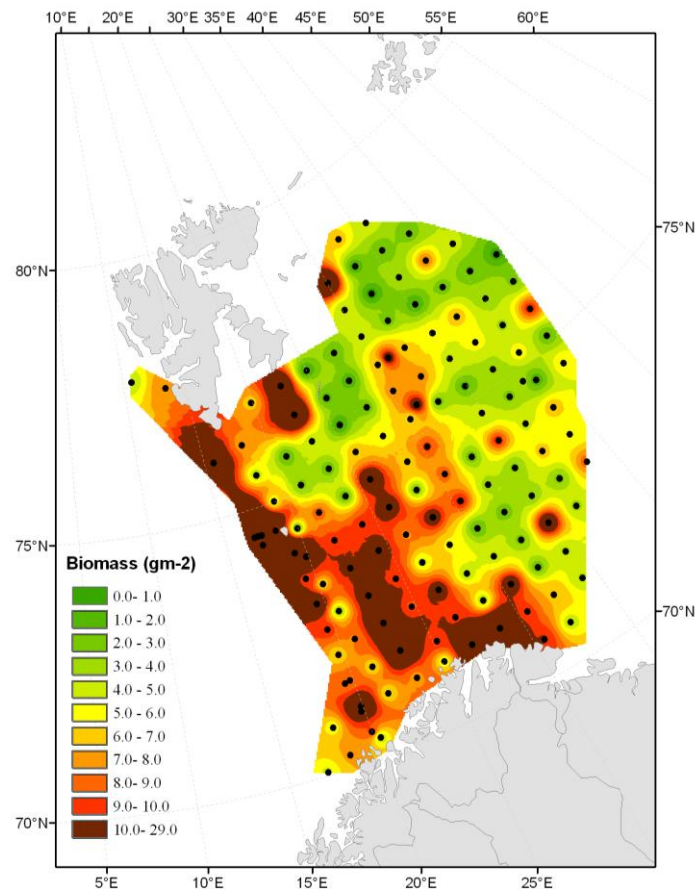 10°E 20°E 25°E 30°E 35°E 40°E 45°E 50°E 55°E 60°E
75°N
80°N
75°N
Biomass (gm-2)
0.0- 1.0
1.0 - 2.0
2.0 - 3.0
3.0 - 4.0
4.0 - 5.0
5.0 - 6.0
6.0 - 7.0
7.0- 8.0
8.0 - 9.0
9.0 - 10.0
10.0- 29.0
70°N
70°N
5°E 10°E 15°E 20°E 25°E